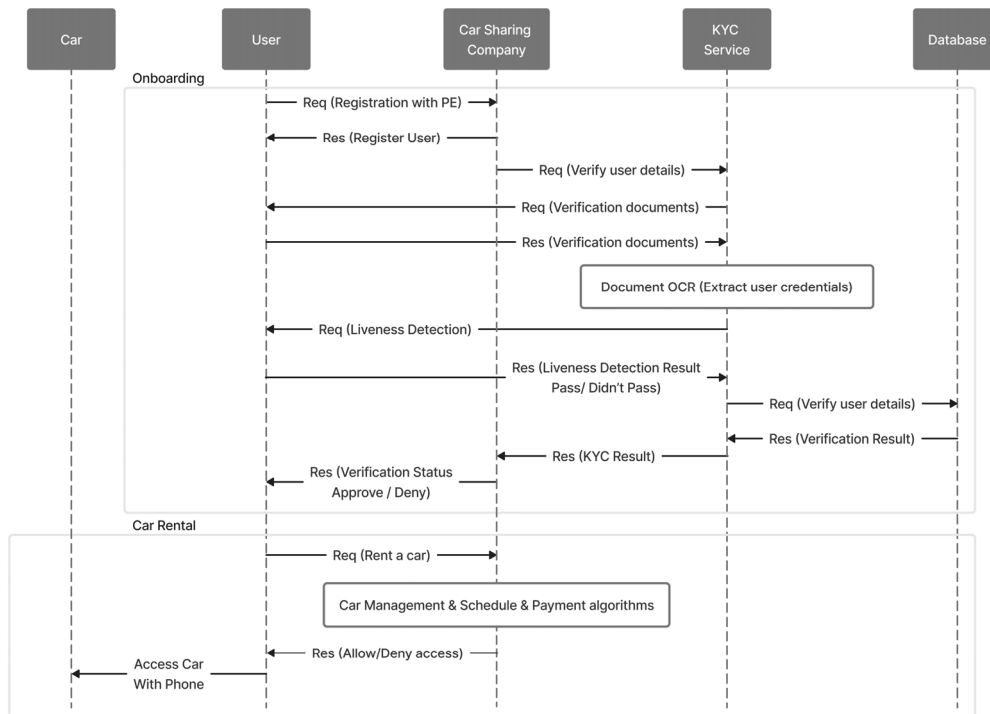 Car
User
Car Sharing
Company
KYC
Service
Database
Onboarding
Req (Registration with PE)
Res (Register User)
Req (Verify user details)
Req (Verification documents)
Res (Verification documents)
Document OCR (Extract user credentials)
Req (Liveness Detection)
Res (Liveness Detection Result
Pass/ Didn't Pass)
Req (Verify user details)
Res (Verification Result)
Res (KYC Result)
Res (Verification Status
Approve / Deny)
Car Rental
Req (Rent a car)
Car Management & Schedule & Payment algorithms
Res (Allow/Deny access)
Access Car
With Phone